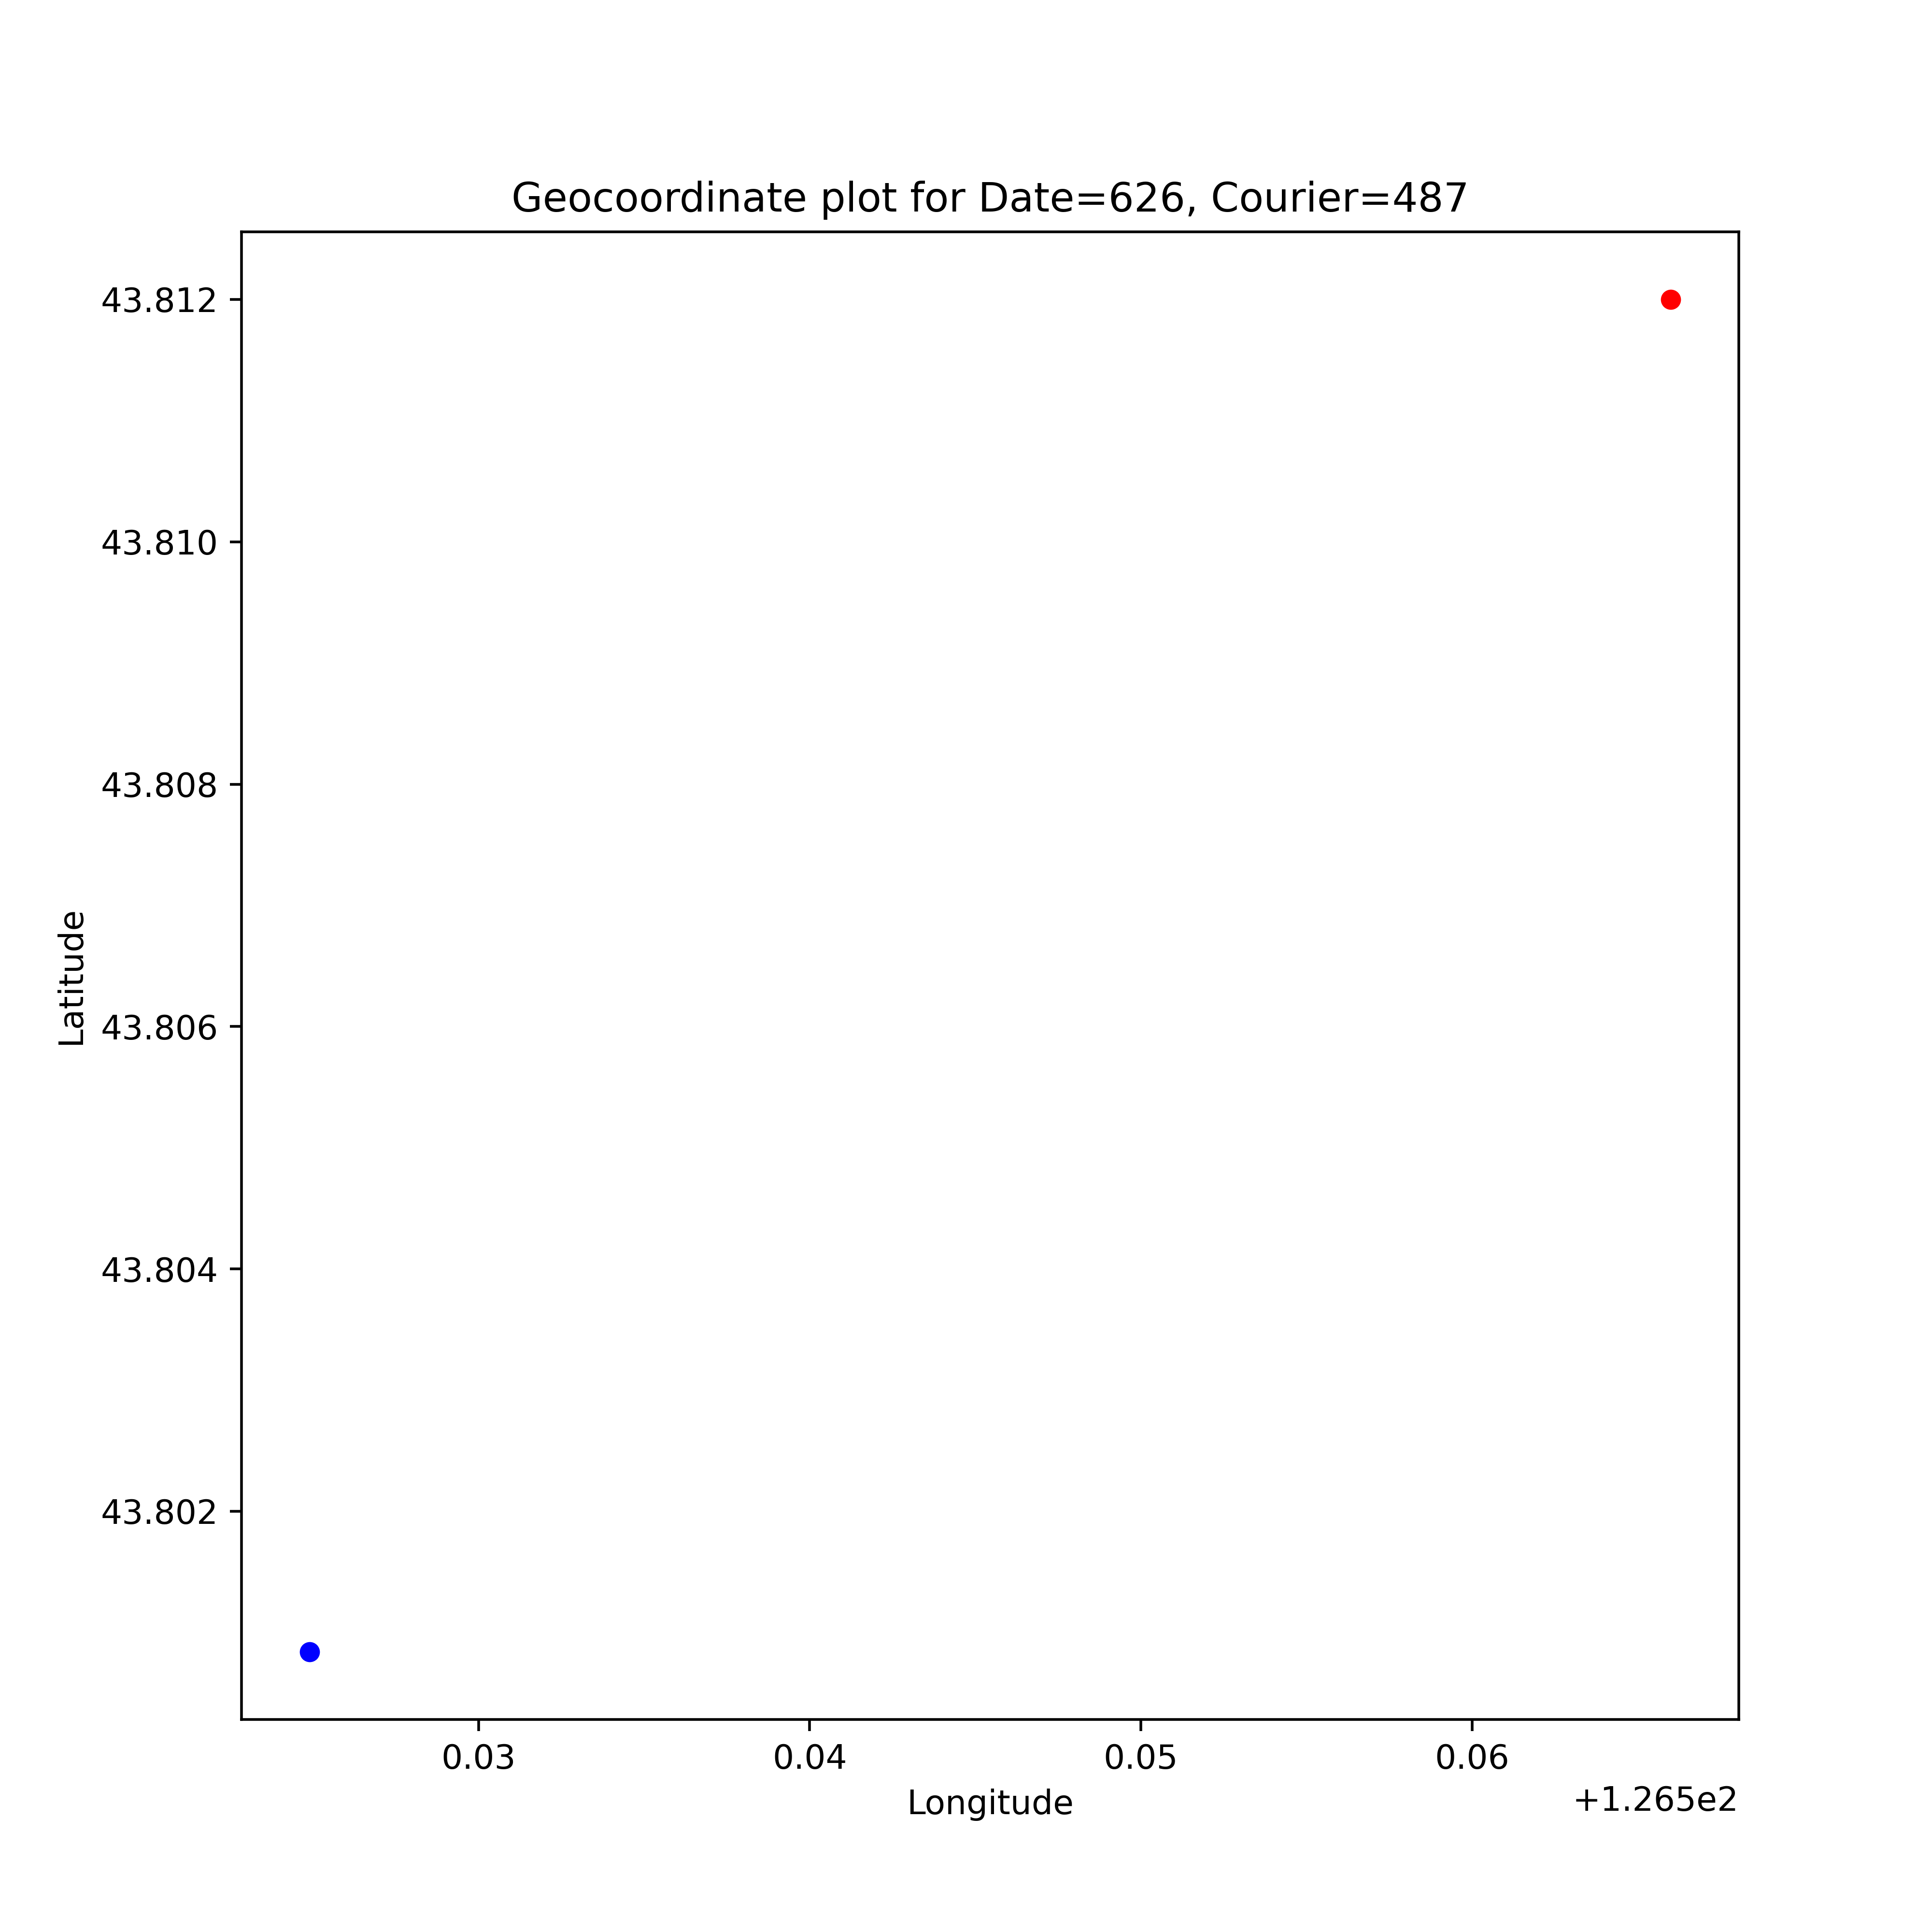 Geocoordinate plot for Date=626, Courier=487
43.812
43.810
43.808
43.806
43.804
43.802
Latitude
0.03 0.04 0.05 0.06
Longitude
+1.265e2